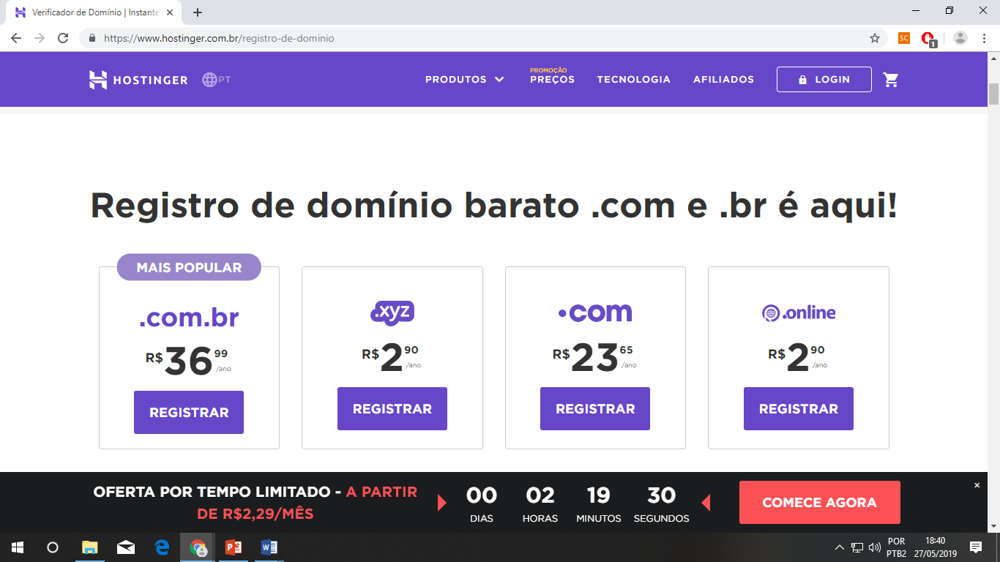 Verificador de Domínio | Instante
https://www.hostinger.com.br/registro-de-dominio
SC
1
HOSTINGER
PT
PRODUTOS
PROMOÇÃO
PREÇOS
TECNOLOGIA
AFILIADOS
LOGIN
Registro de domínio barato .com e .br é aqui!
MAIS POPULAR
.com.br
R$36 99 /ano
REGISTRAR
.xyz
R$2 90 /ano
REGISTRAR
.com
R$23 65 /ano
REGISTRAR
.online
R$2 90 /ano
REGISTRAR
OFERTA POR TEMPO LIMITADO - A PARTIR
DE R$2,29/MÊS
00 02 19 30
DIAS HORAS MINUTOS SEGUNDOS
COMECE AGORA
POR
PTB2
18:40
27/05/2019